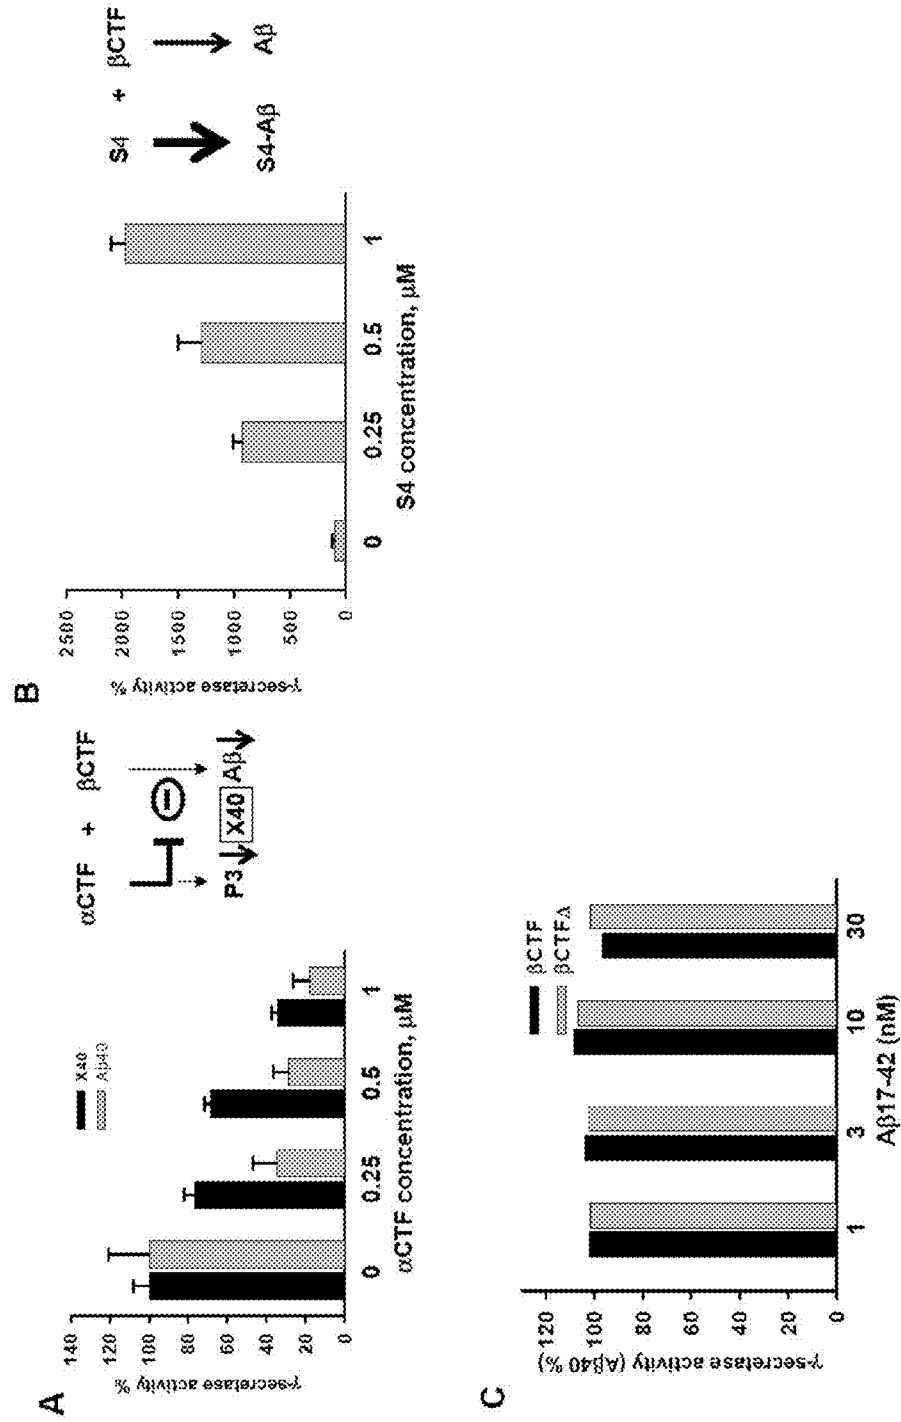 A
γ-secretase activity %
140
120
100
80
60
40
20
0
X40
Aβ40
0
0.25
0.5
1
αCTF concentration, μM
αCTF + βCTF
P3 X40 Aβ
B
γ-secretase activity %
2500
2000
1500
1000
500
0
0
0.25
0.5
1
S4 concentration, μM
S4 + βCTF
S4-Aβ Aβ
C
γ-secretase activity (Aβ40 %)
120
100
80
60
40
20
0
βCTF
βCTFΔ
1
3
10
30
Aβ17-42 (nM)